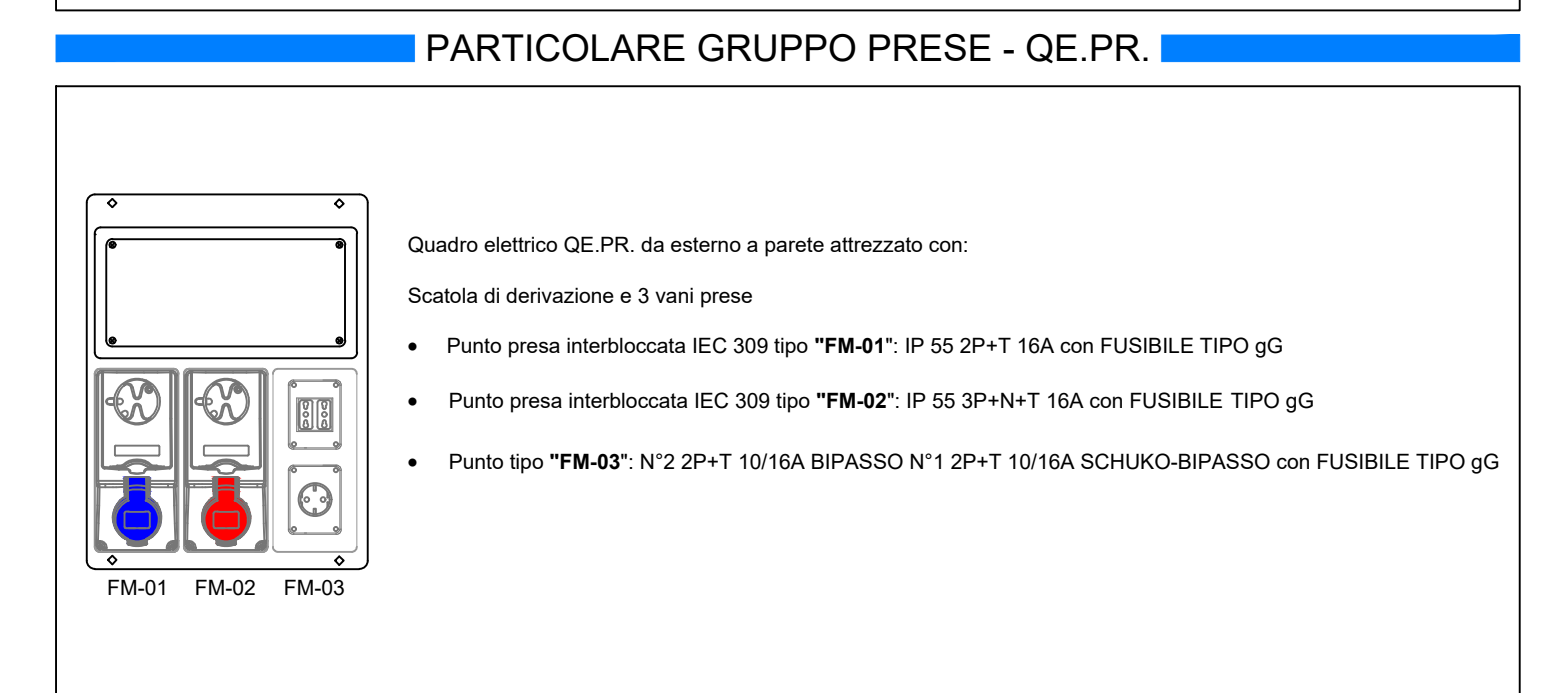 PARTICOLARE GRUPPO PRESE - QE.PR.
Quadro elettrico QE.PR. da esterno a parete attrezzato con:
Scatola di derivazione e 3 vani prese
• Punto presa interbloccata IEC 309 tipo "FM-01": IP 55 2P+T 16A con FUSIBILE TIPO gG
• Punto presa interbloccata IEC 309 tipo "FM-02": IP 55 3P+N+T 16A con FUSIBILE TIPO gG
• Punto tipo "FM-03": N°2 2P+T 10/16A BIPASSO N°1 2P+T 10/16A SCHUKO-BIPASSO con FUSIBILE TIPO gG
FM-01 FM-02 FM-03